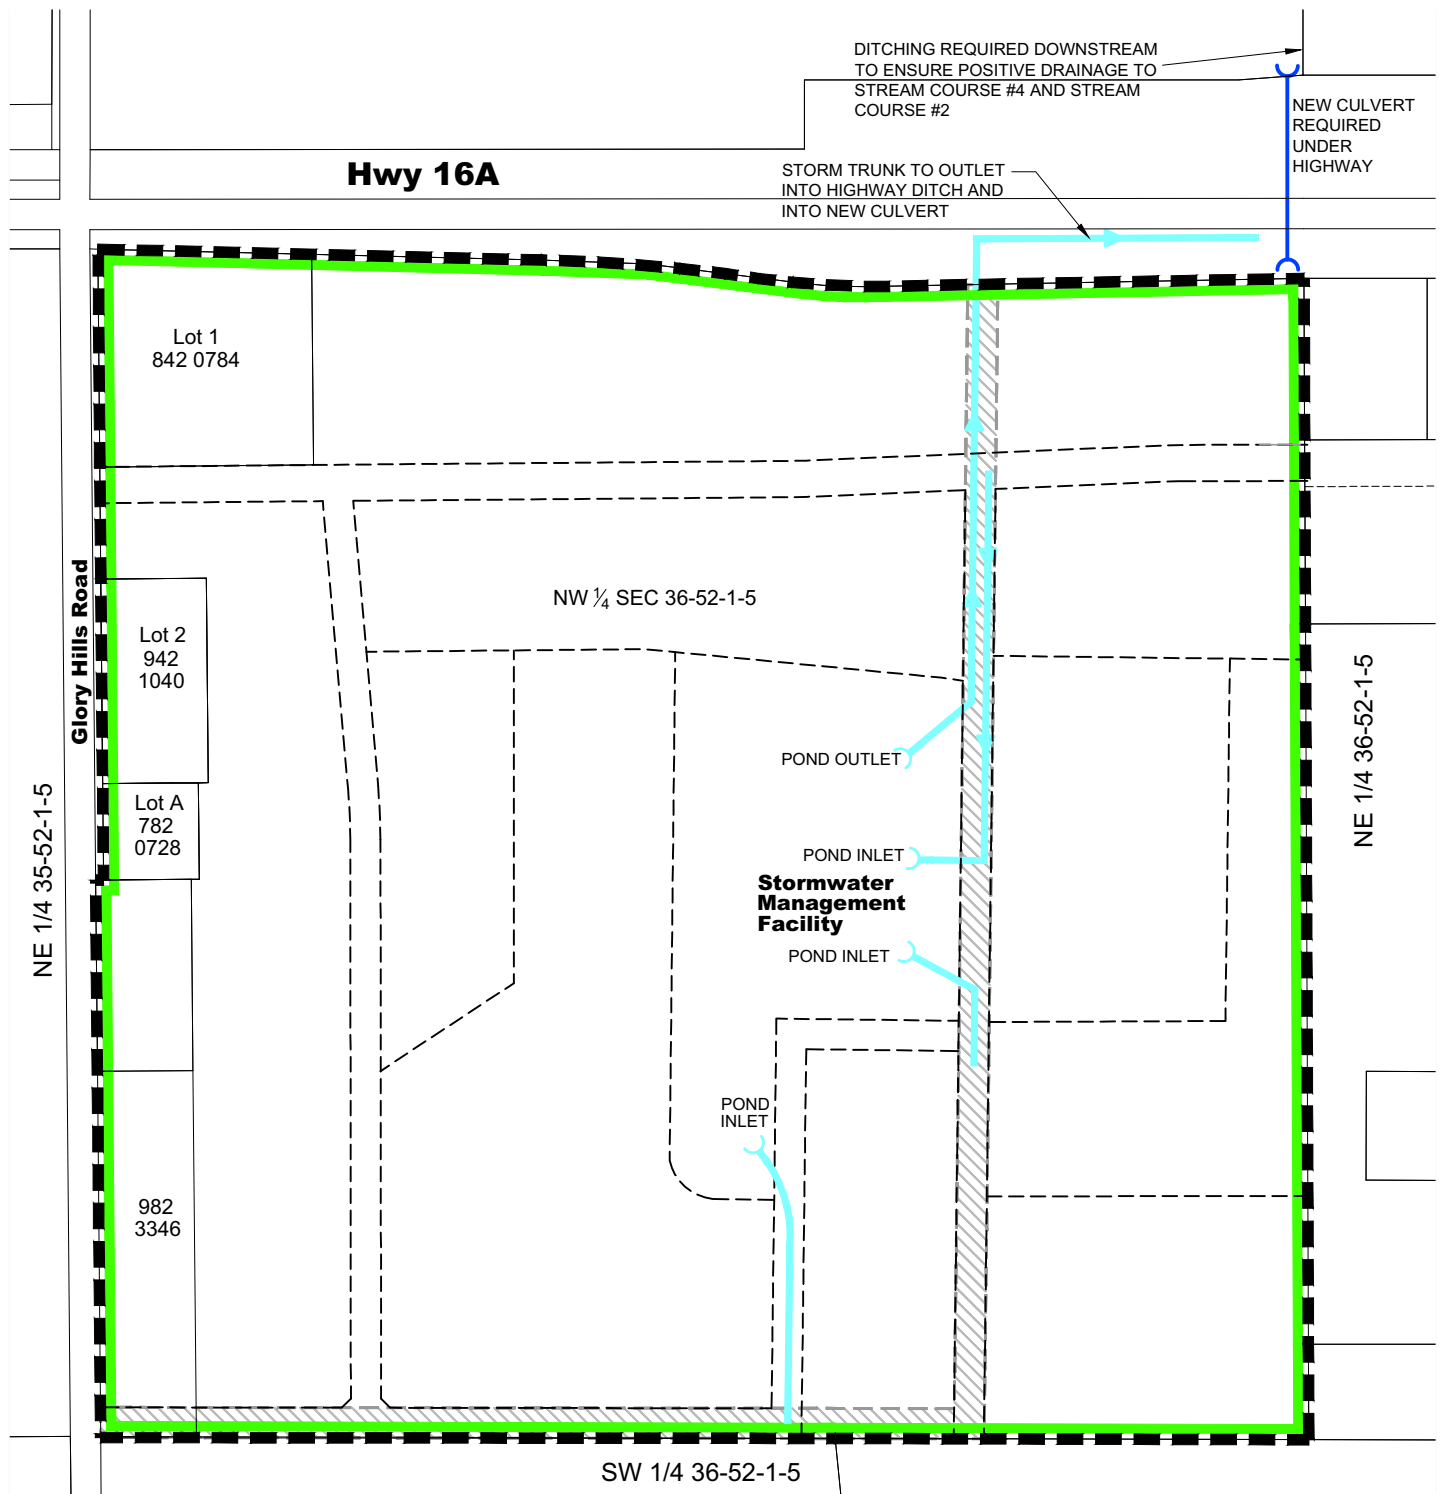 DITCHING REQUIRED DOWNSTREAM
TO ENSURE POSITIVE DRAINAGE TO
STREAM COURSE #4 AND STREAM
COURSE #2
NEW CULVERT
REQUIRED
UNDER
HIGHWAY
Hwy 16A
STORM TRUNK TO OUTLET
INTO HIGHWAY DITCH AND
INTO NEW CULVERT
Lot 1
842 0784
Glory Hills Road
NW ¼ SEC 36-52-1-5
Lot 2
942
1040
NE 1/4 36-52-1-5
POND OUTLET
Lot A
782
0728
NE 1/4 35-52-1-5
POND INLET
Stormwater
Management
Facility
POND INLET
POND
INLET
982
3346
SW 1/4 36-52-1-5